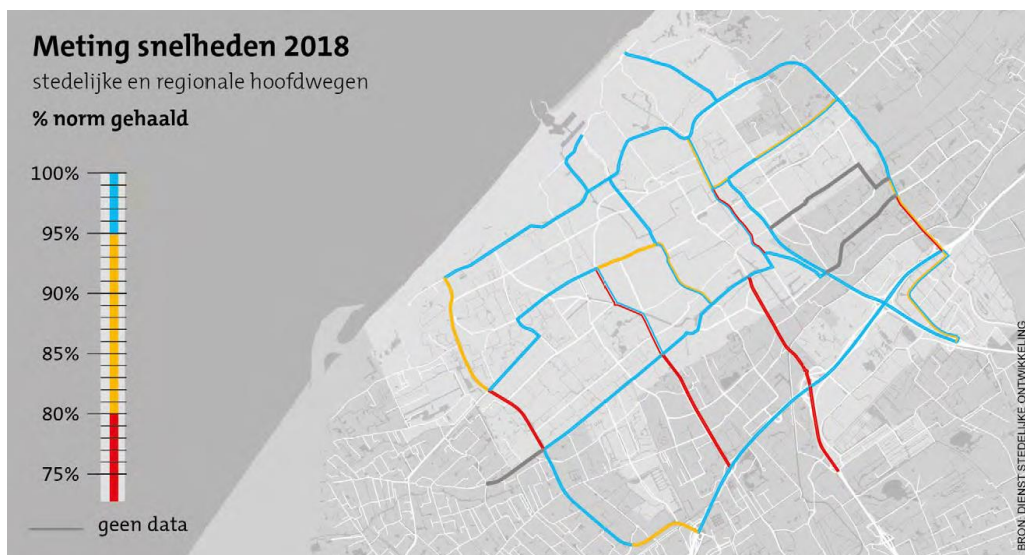 Meting snelheden 2018
stedelijke en regionale hoofdwegen
% norm gehaald
100%
95%
90%
85%
80%
75%
geen data
BRON: DIENST STEDELIJKE ONTWIKKELING